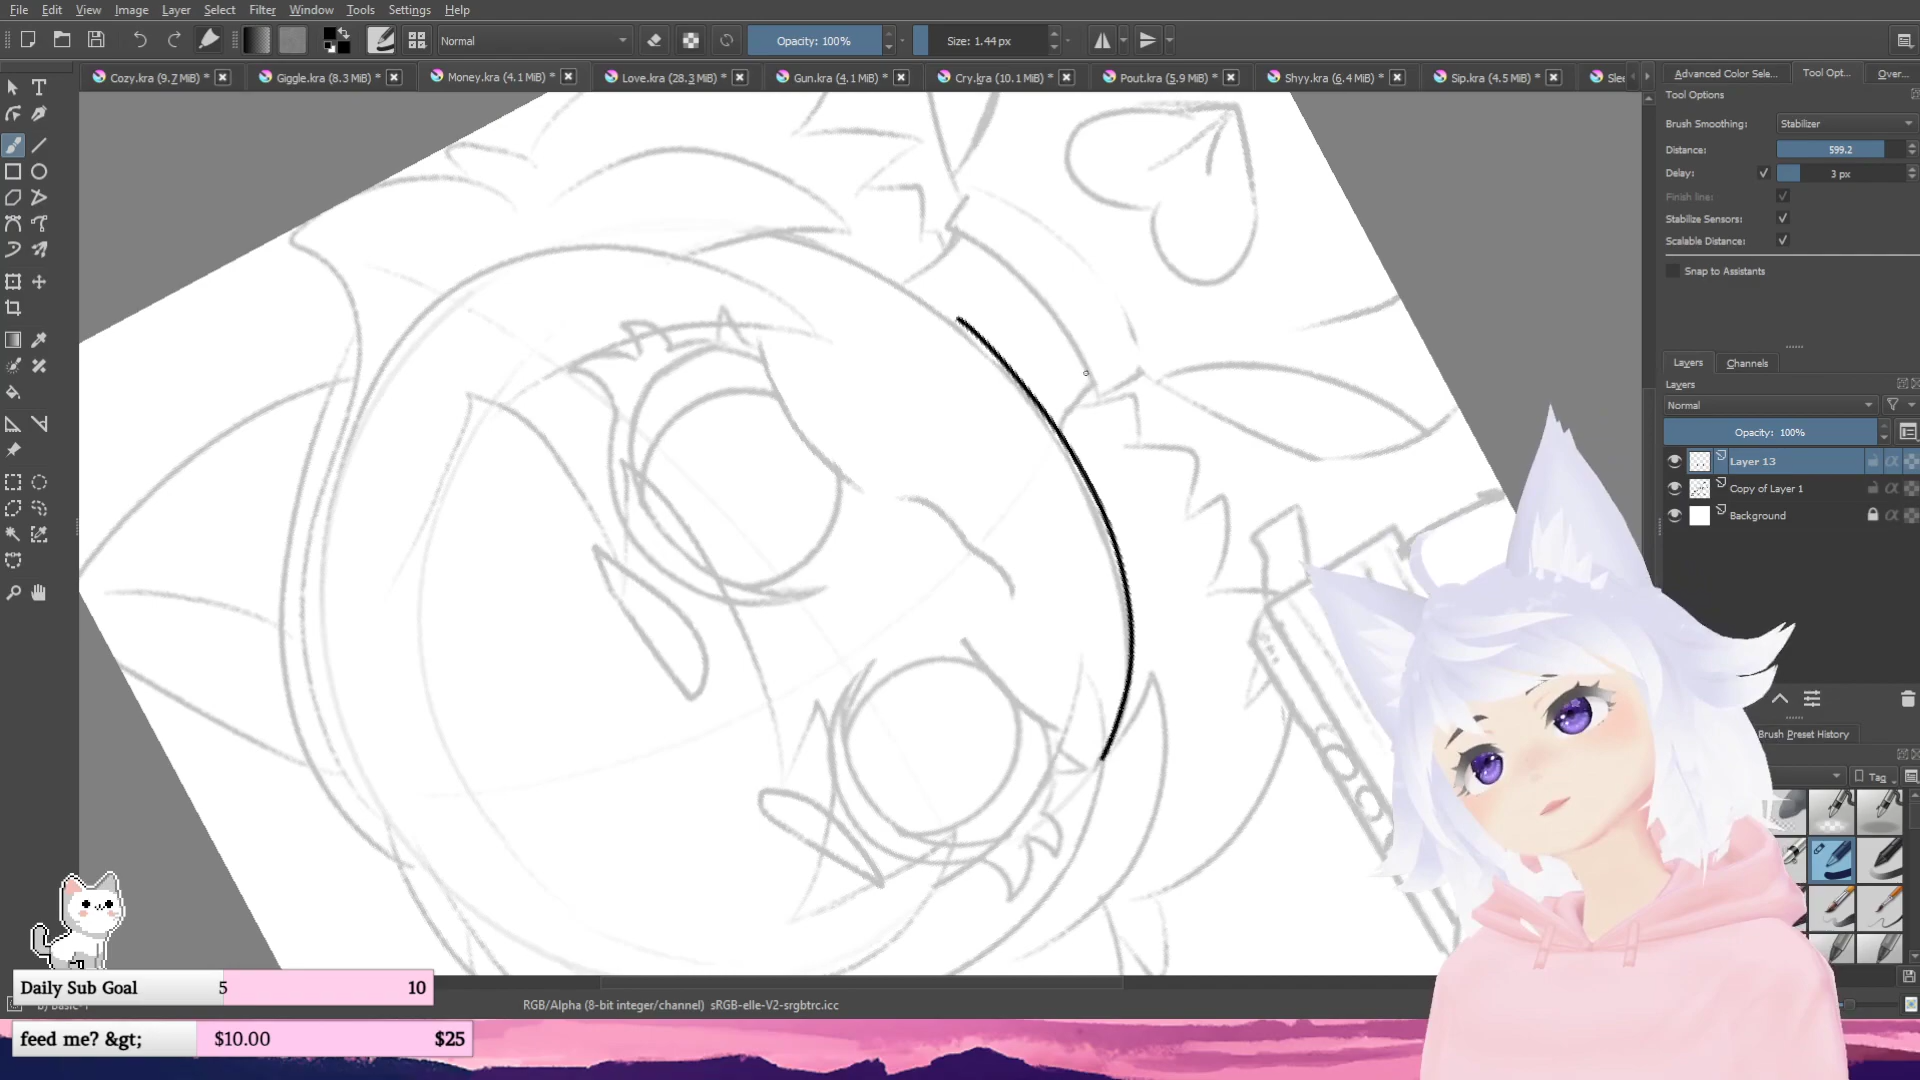 File Edit View Image Layer Select Filter Tools Settings Window Help
Normal
Opacity: 100%
Size: 1.44 px
Cozy.kra (9.7 MiB) *
Giggle.kra (8.3 MiB) *
Money.kra (4.1 MiB) *
Love.kra (28.3 MiB) *
Gun.kra (4.1 MiB) *
Cry.kra (10.1 MiB) *
Pout.kra (5.9 MiB) *
Shyy.kra (6.4 MiB) *
Sip.kra (4.5 MiB) *
Slee
Advanced Color Sele...
Tool Opt...
Over...
Tool Options
Brush Smoothing: Stabilizer
Distance: 599.2
Delay: 3 px
Finish line:
Stabilize Sensors:
Scalable Distance:
Snap to Assistants
Layers Channels
Layers
Normal
Opacity: 100%
Layer 13
Copy of Layer 1
Background
Brush Preset History
Tag
Daily Sub Goal 5 10
RGB/Alpha (8-bit integer/channel) sRGB-elle-V2-srgbtrc.icc
feed me? &gt; $10.00 $25